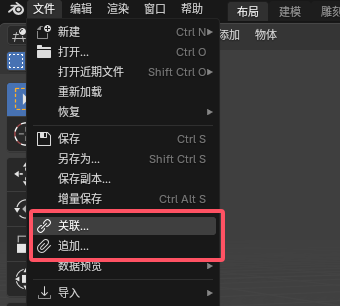 文件 编辑 渲染 窗口 帮助 布局 建模 雕刻
新建 Ctrl N
添加 物体
打开... Ctrl O
打开近期文件 Shift Ctrl O
重新加载
恢复
保存 Ctrl S
另存为... Shift Ctrl S
保存副本...
增量保存 Ctrl Alt S
关联...
追加...
数据预览
导入